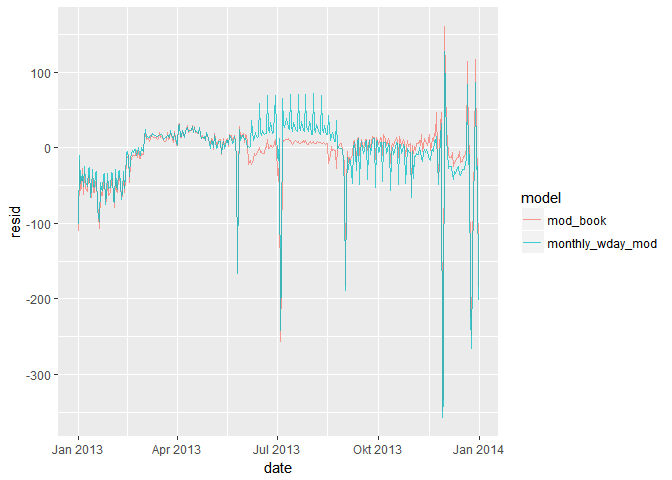 100
0
-100
-200
-300
resid
Jan 2013 Apr 2013 Jul 2013 Okt 2013 Jan 2014
date
model
mod_book
monthly_wday_mod